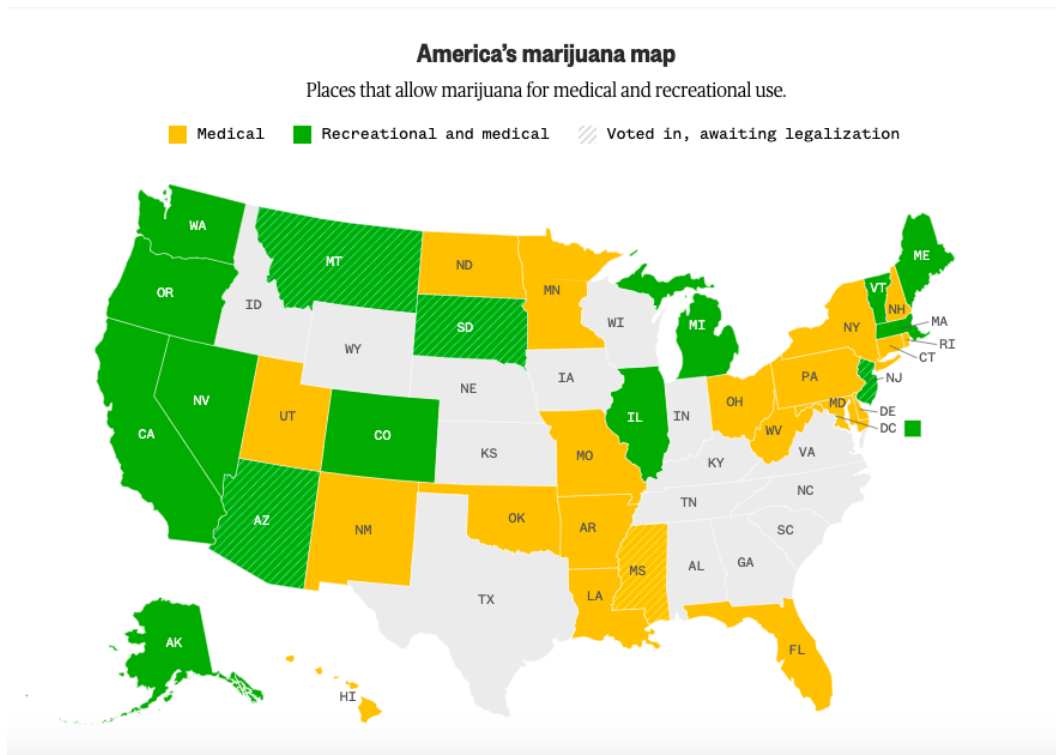 America's marijuana map
Places that allow marijuana for medical and recreational use.
Medical Recreational and medical Voted in, awaiting legalization
WA
ME
MT
ND
VT
OR
MN
NH
ID
SD
WI
NY
MA
MI
RI
WY
CT
IA
PA
NJ
NE
NV
OH
MD
DE
UT
IL
IN
DC
CO
WV
CA
KS
MO
KY
VA
NC
TN
AZ
OK
NM
AR
SC
MS
AL
GA
TX
LA
AK
FL
HI